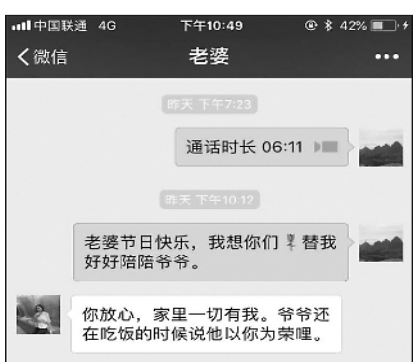 中国联通 4G 下午10:49 42%
微信 老婆
昨天 下午7:23
通话时长 06:11
昨天 下午10:12
老婆节日快乐，我想你们🌹替我
好好陪陪爷爷。
你放心，家里一切有我。爷爷还
在吃饭的时候说他以你为荣哩。